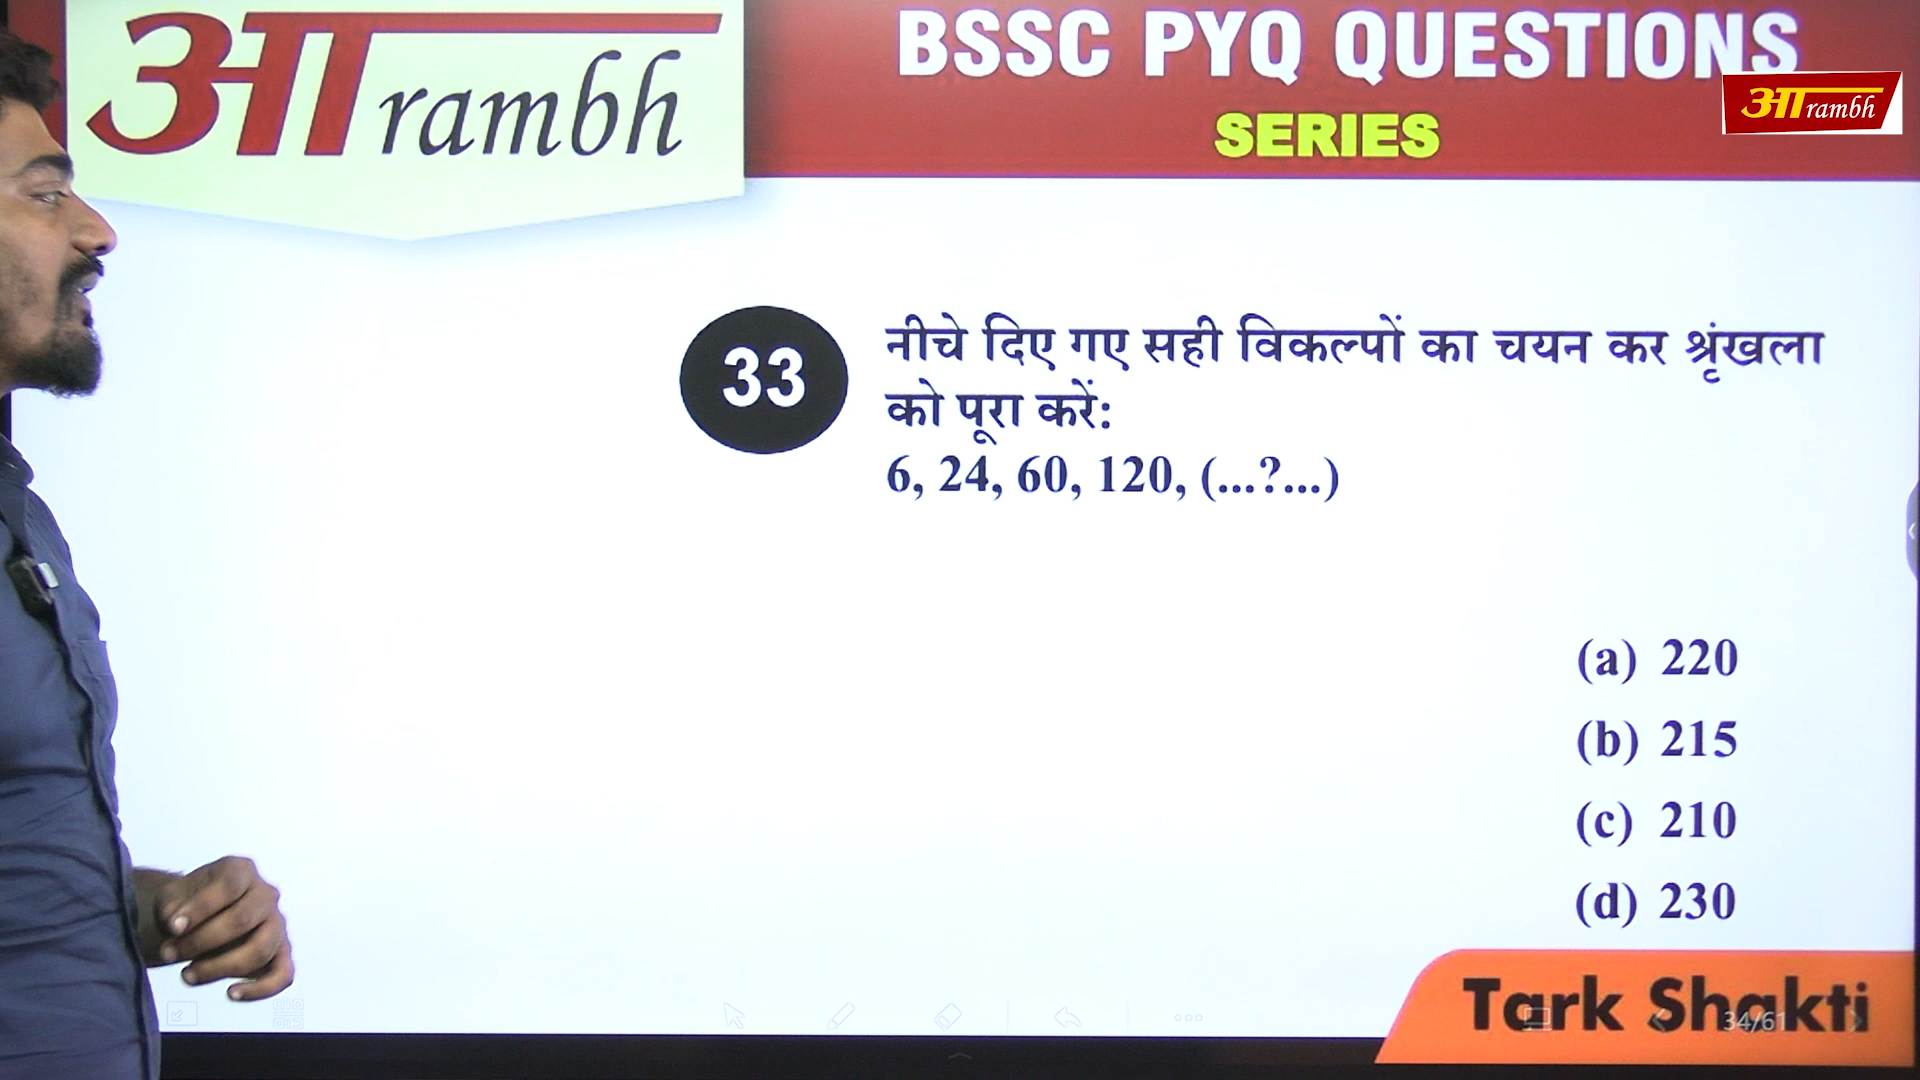 आrambh
BSSC PYQ QUESTIONS
SERIES
आrambh
33
नीचे दिए गए सही विकल्पों का चयन कर श्रृंखला
को पूरा करें:
6, 24, 60, 120, (...?...)
(a) 220
(b) 215
(c) 210
(d) 230
Tark Shakti
34/61